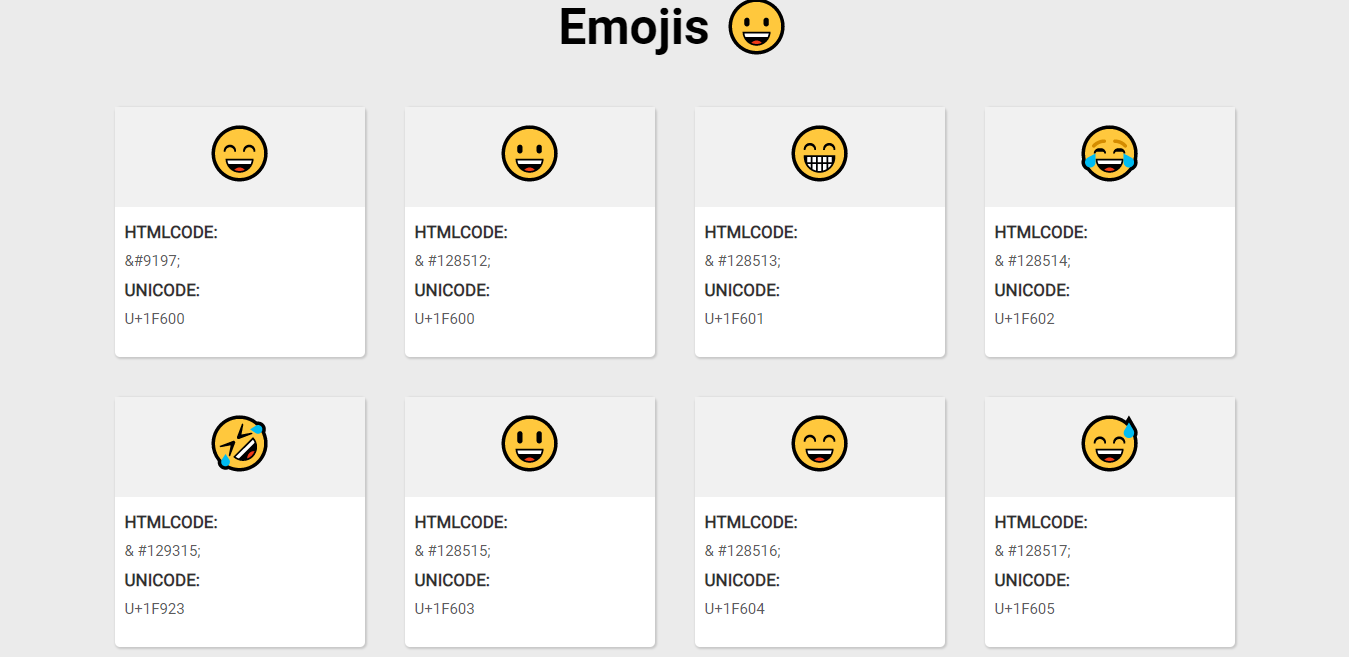 Emojis 😀
HTMLCODE:
&#9197;
UNICODE:
U+1F600
HTMLCODE:
& #128512;
UNICODE:
U+1F600
HTMLCODE:
& #128513;
UNICODE:
U+1F601
HTMLCODE:
& #128514;
UNICODE:
U+1F602
HTMLCODE:
& #129315;
UNICODE:
U+1F923
HTMLCODE:
& #128515;
UNICODE:
U+1F603
HTMLCODE:
& #128516;
UNICODE:
U+1F604
HTMLCODE:
& #128517;
UNICODE:
U+1F605